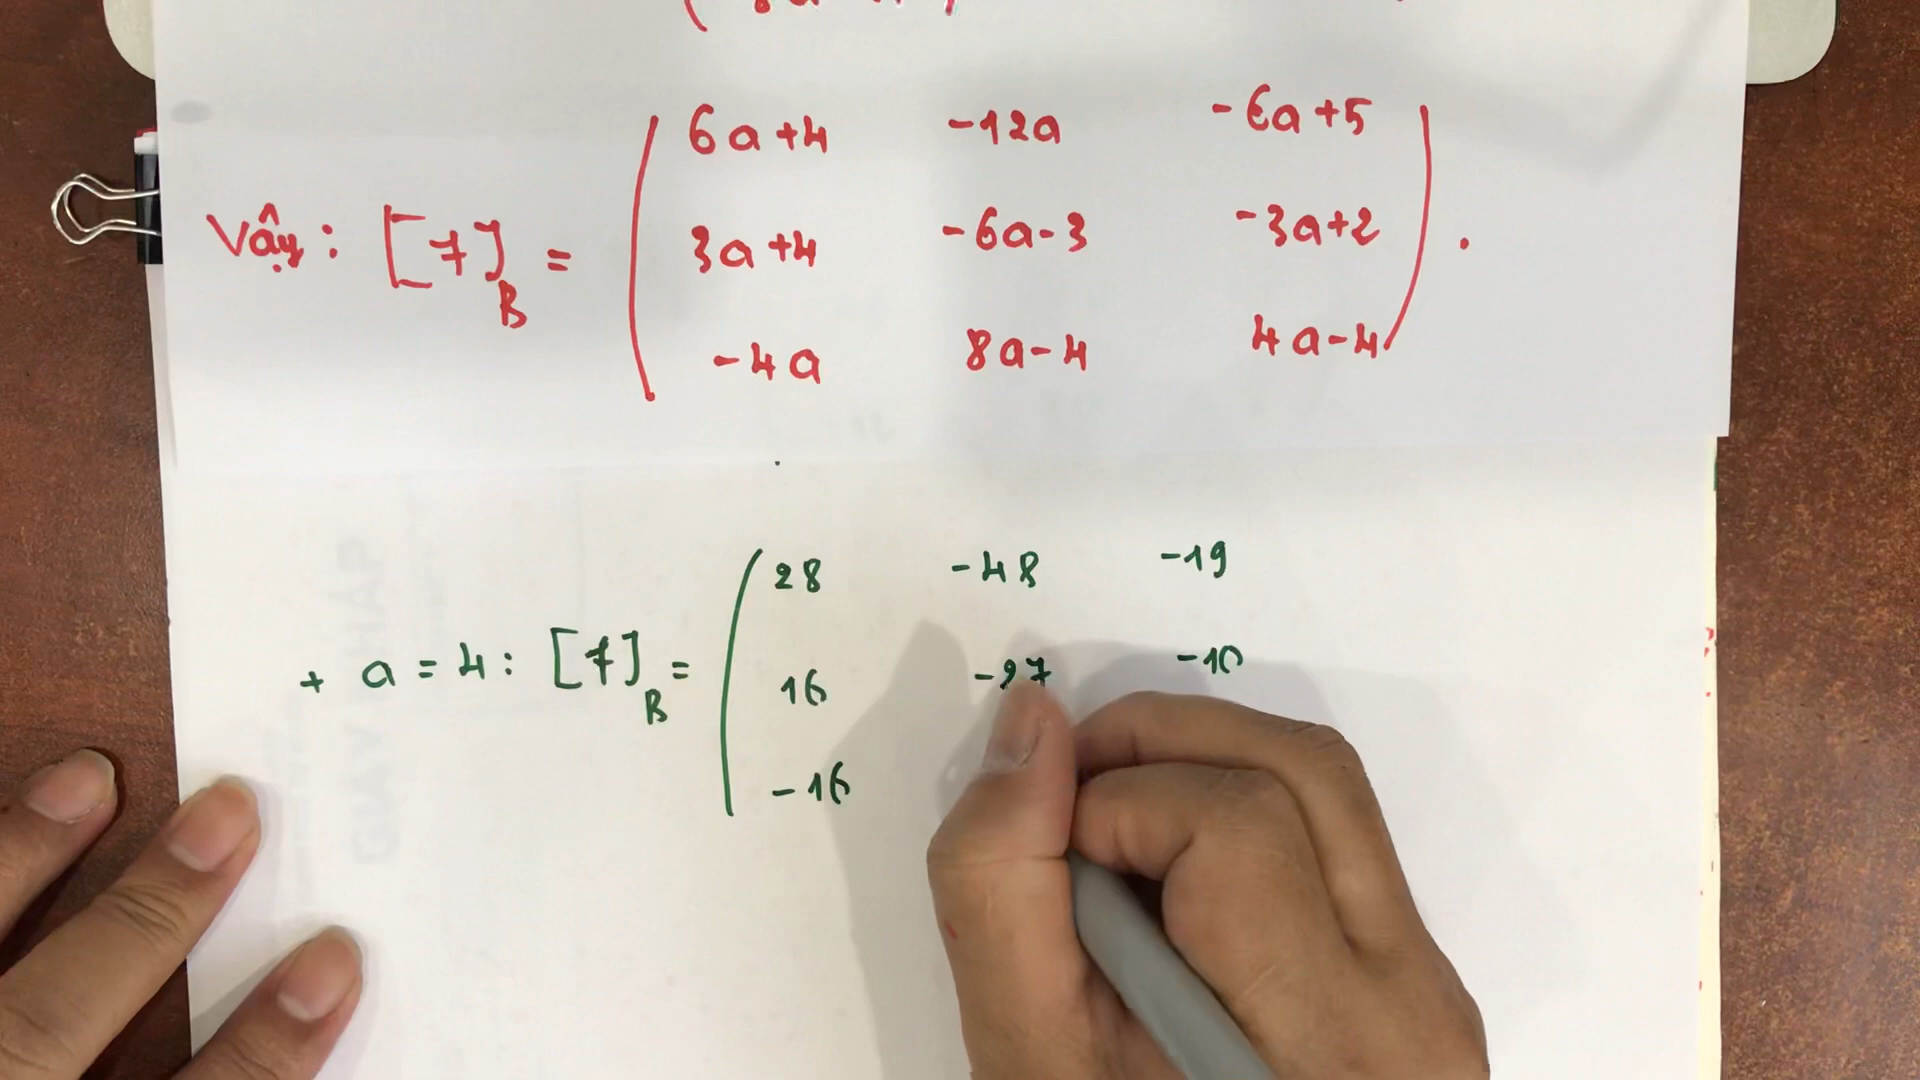 6a+4 -12a -6a+5
Vậy: [f]_B = 3a+4 -6a-3 -3a+2 .
-4a 8a-4 4a-4
28 -48 -19
+ a = 4: [f]_B = 16 -27 -10
-16